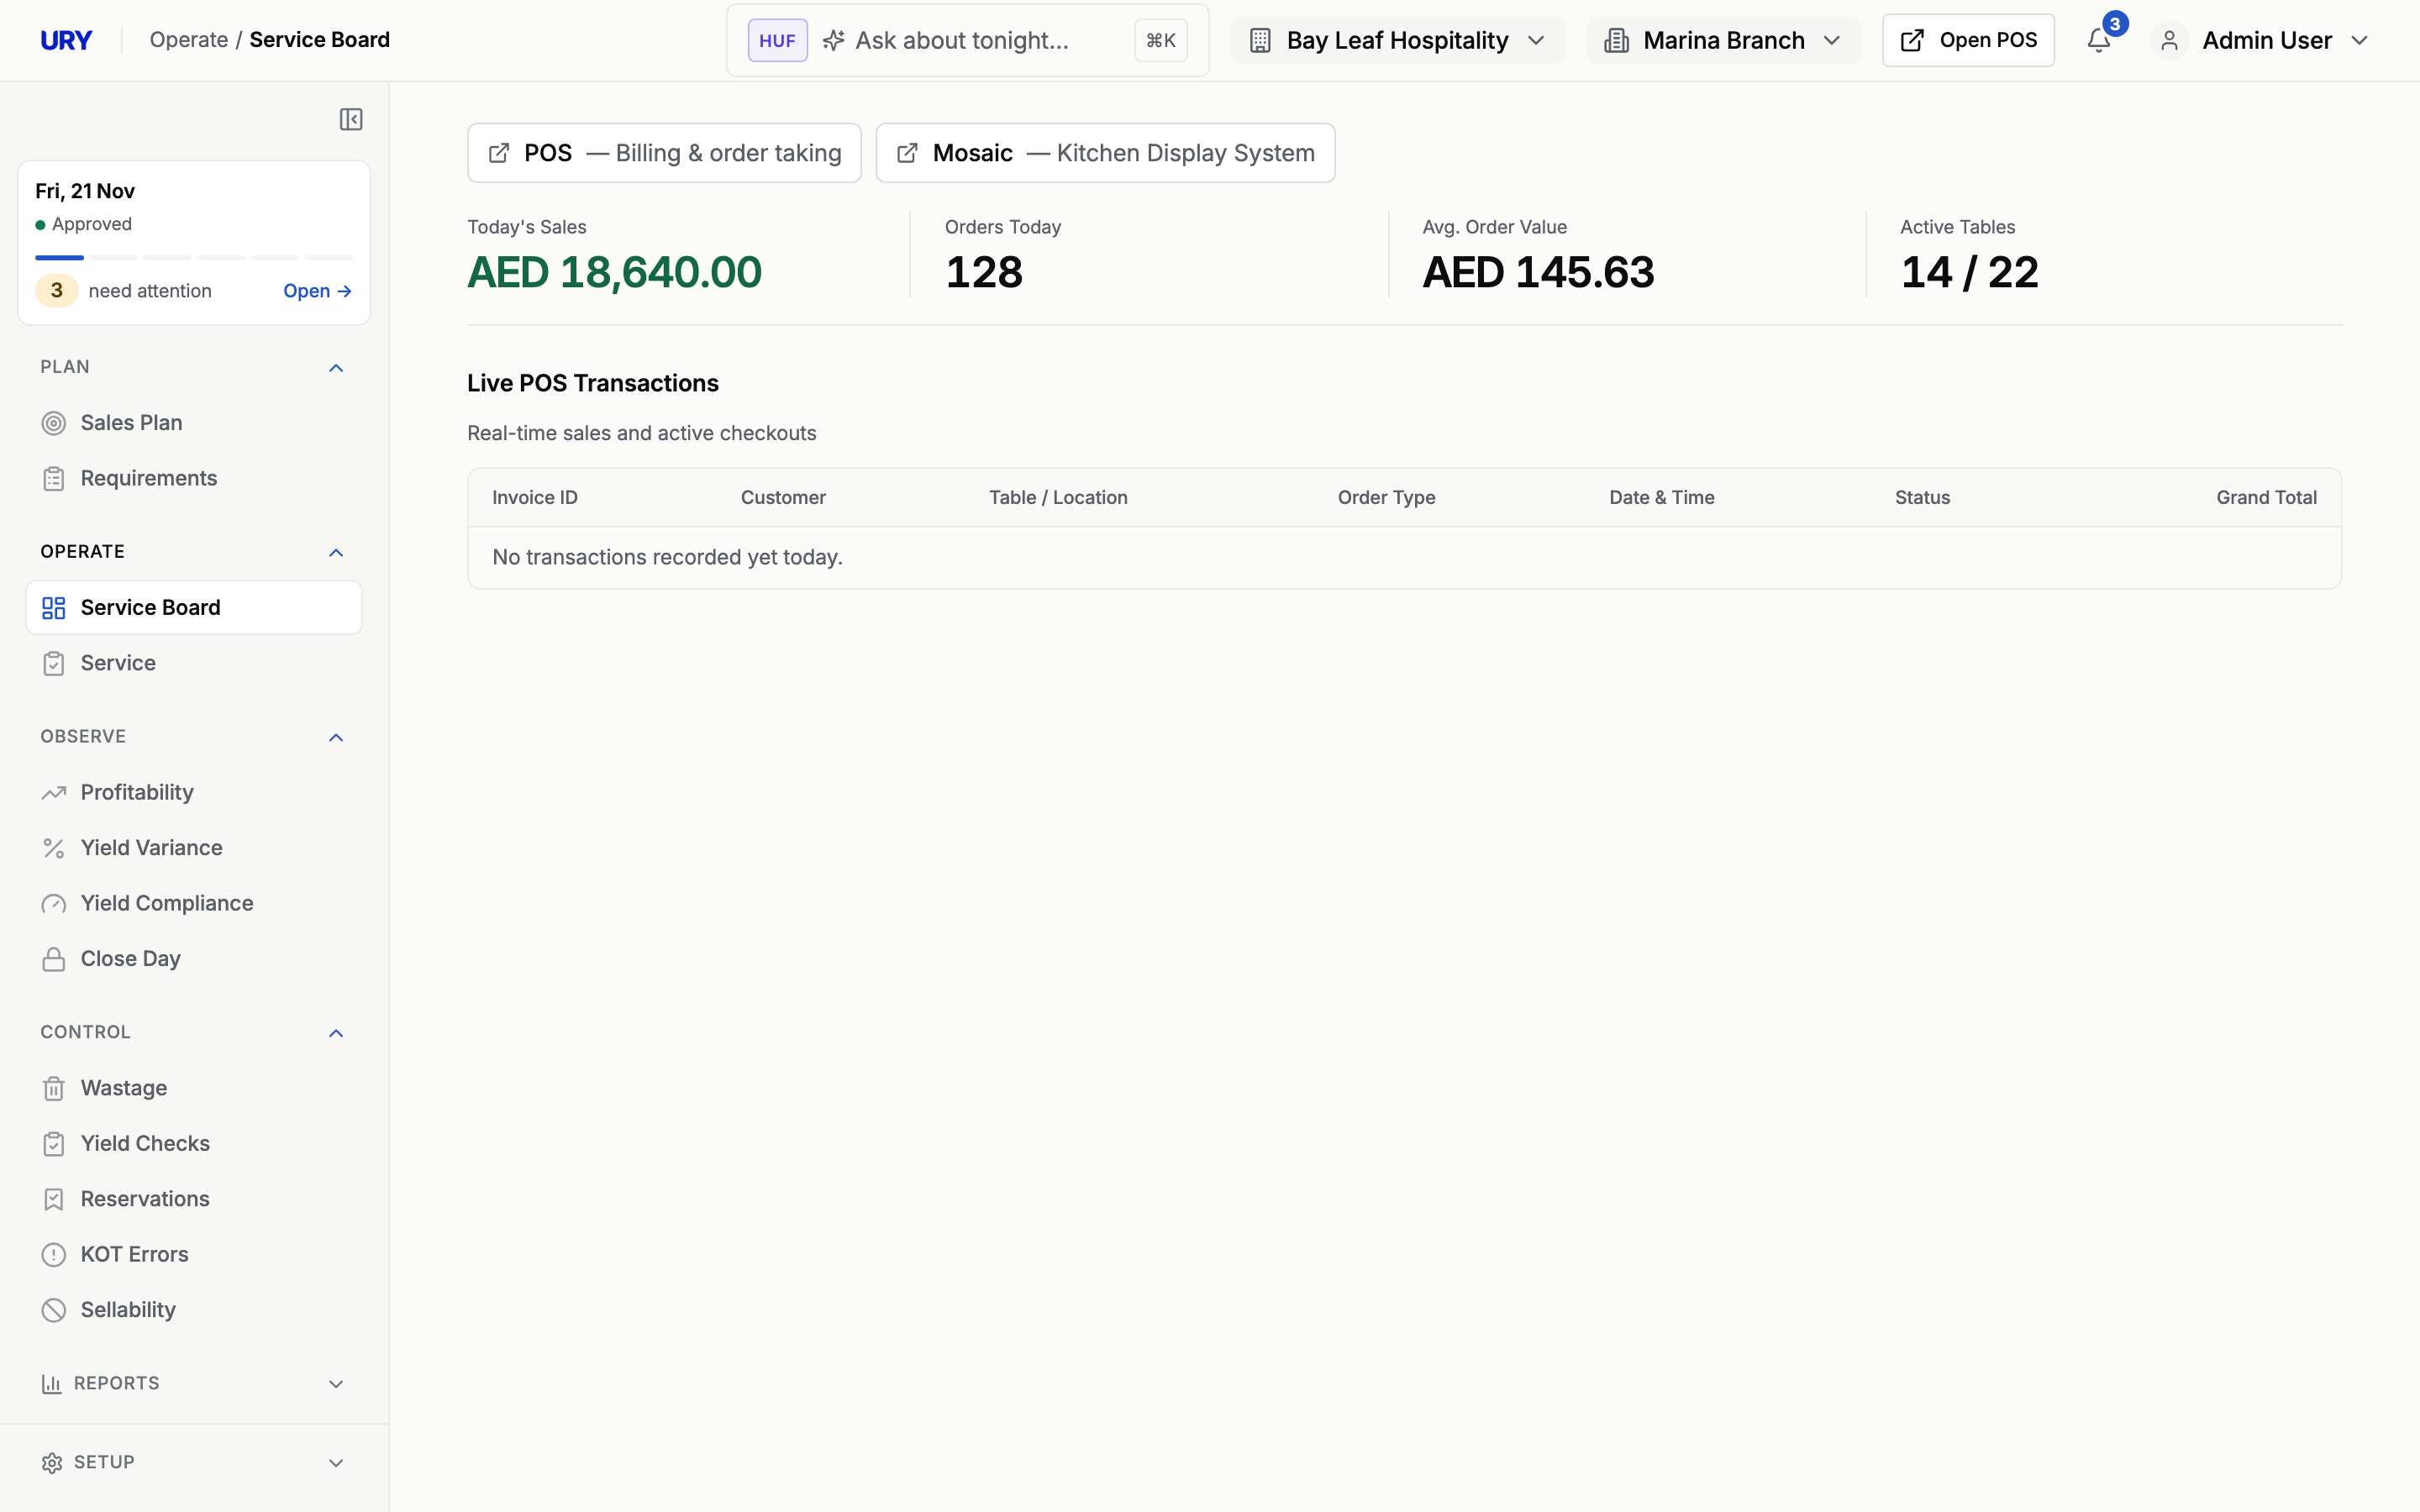 URY
Operate / Service Board
HUF Ask about tonight... ⌘K
Bay Leaf Hospitality
Marina Branch
Open POS
3
Admin User
Fri, 21 Nov
Approved
3 need attention Open →
PLAN
Sales Plan
Requirements
OPERATE
Service Board
Service
OBSERVE
Profitability
Yield Variance
Yield Compliance
Close Day
CONTROL
Wastage
Yield Checks
Reservations
KOT Errors
Sellability
REPORTS
SETUP
POS — Billing & order taking
Mosaic — Kitchen Display System
Today's Sales
AED 18,640.00
Orders Today
128
Avg. Order Value
AED 145.63
Active Tables
14 / 22
Live POS Transactions
Real-time sales and active checkouts
Invoice ID Customer Table / Location Order Type Date & Time Status Grand Total
No transactions recorded yet today.